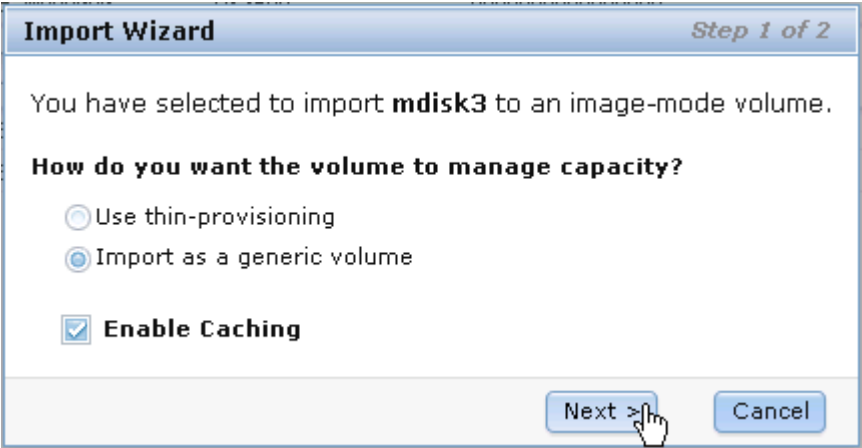 Import Wizard Step 1 of 2
You have selected to import mdisk3 to an image-mode volume.
How do you want the volume to manage capacity?
Use thin-provisioning
Import as a generic volume
Enable Caching
Next > Cancel